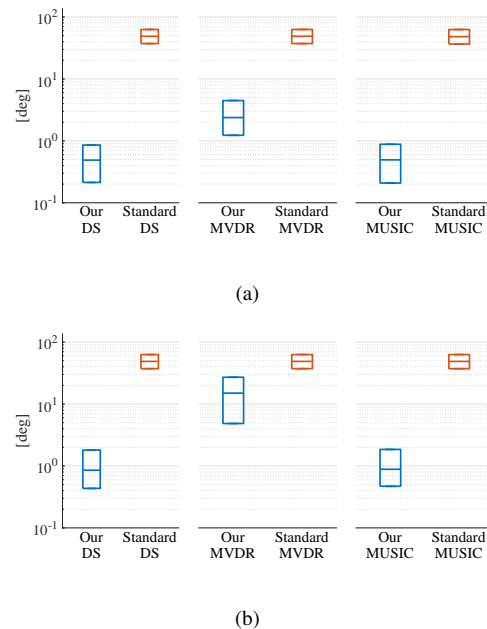 10^2
10^1
[deg]
10^0
10^-1
Our Standard Our Standard Our Standard
DS DS MVDR MVDR MUSIC MUSIC
(a)
10^2
10^1
[deg]
10^0
10^-1
Our Standard Our Standard Our Standard
DS DS MVDR MVDR MUSIC MUSIC
(b)